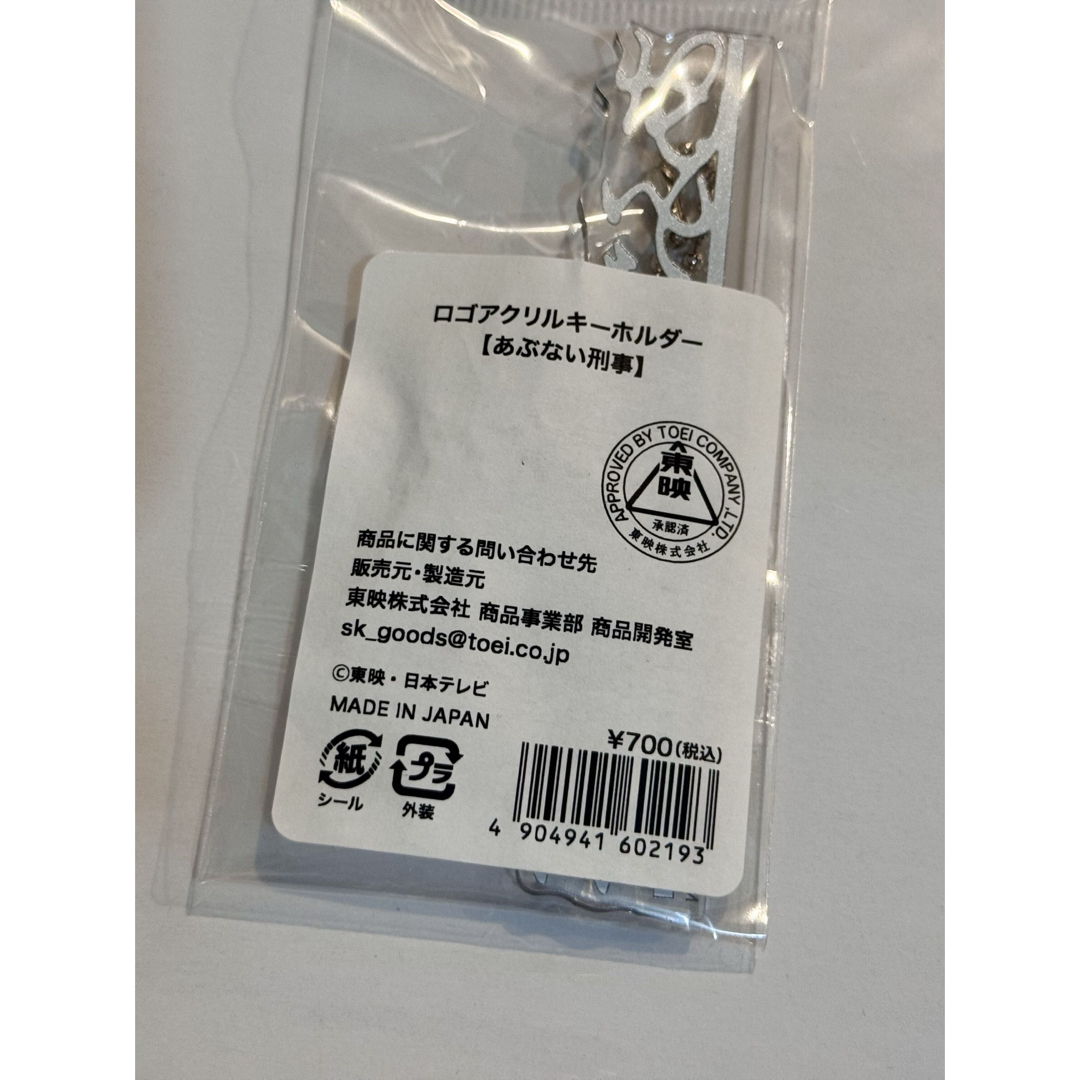 ロゴアクリルキーホルダー
【あぶない刑事】
APPROVED BY TOEI COMPANY ,LTD.
東映
承認済
東映株式会社
商品に関する問い合わせ先
販売元・製造元
東映株式会社 商品事業部 商品開発室
sk_goods@toei.co.jp
©東映・日本テレビ
MADE IN JAPAN
¥700(税込)
紙
シール
プラ
外装
4 904941 602193